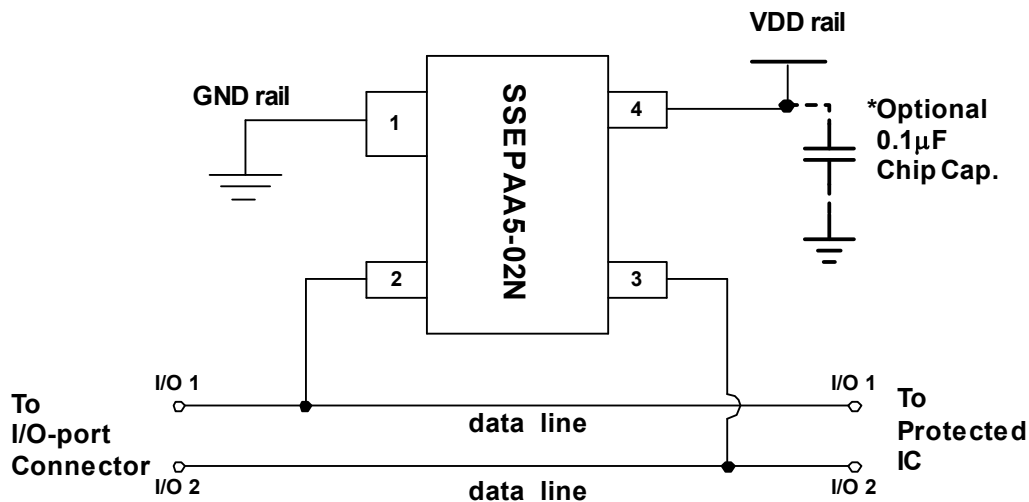 VDD rail
GND rail
1
4
*Optional
0.1μF
Chip Cap.
SSEPAA5-02N
2
3
To
I/O-port
Connector
I/O 1
I/O 1
data line
To
Protected
IC
I/O 2
I/O 2
data line